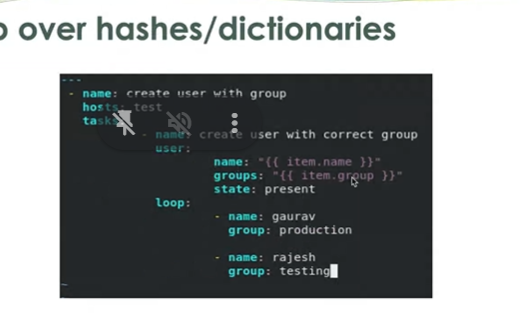 over hashes/dictionaries
---
- name: create user with group
hosts: test
tasks
- name: create user with correct group
user:
name: "{{ item.name }}"
groups: "{{ item.group }}"
state: present
loop:
- name: gaurav
group: production
- name: rajesh
group: testing
~